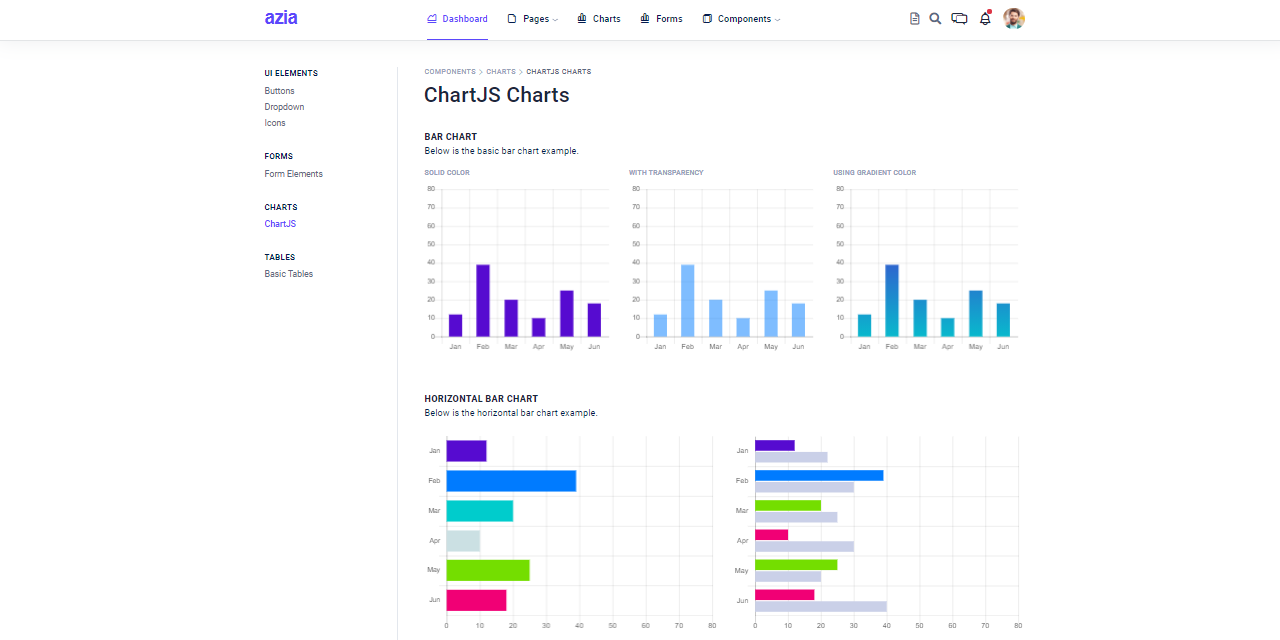 azia
Dashboard Pages Charts Forms Components
UI ELEMENTS
Buttons
Dropdown
Icons
FORMS
Form Elements
CHARTS
ChartJS
TABLES
Basic Tables
COMPONENTS CHARTS CHARTJS CHARTS
ChartJS Charts
BAR CHART
Below is the basic bar chart example.
SOLID COLOR
80
70
60
50
40
30
20
10
0
Jan Feb Mar Apr May Jun
WITH TRANSPARENCY
80
70
60
50
40
30
20
10
0
Jan Feb Mar Apr May Jun
USING GRADIENT COLOR
80
70
60
50
40
30
20
10
0
Jan Feb Mar Apr May Jun
HORIZONTAL BAR CHART
Below is the horizontal bar chart example.
Jan
Feb
Mar
Apr
May
Jun
0 10 20 30 40 50 60 70 80
Jan
Feb
Mar
Apr
May
Jun
0 10 20 30 40 50 60 70 80